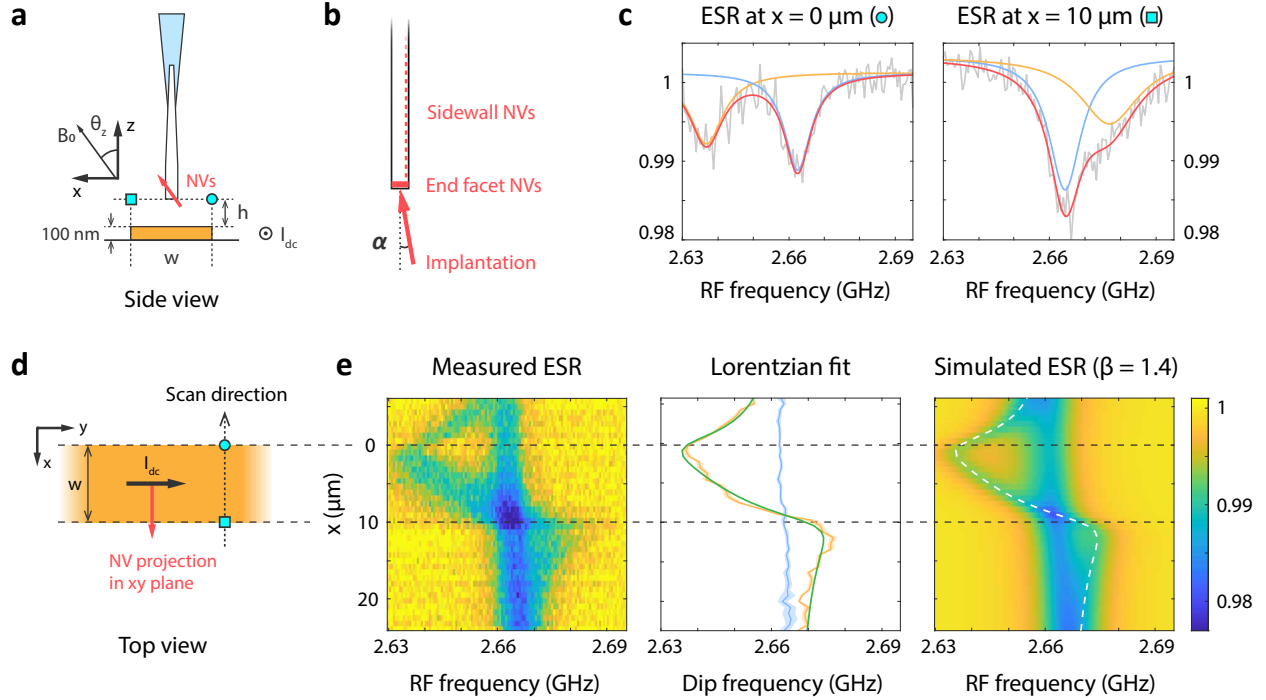 a
B₀
θz
z
x
NVs
h
100 nm
w
Idc
Side view
b
Sidewall NVs
End facet NVs
α
Implantation
c
ESR at x = 0 μm ( )
ESR at x = 10 μm ( )
1
0.99
0.98
2.63
2.66
2.69
RF frequency (GHz)
2.63
2.66
2.69
RF frequency (GHz)
1
0.99
0.98
d
Scan direction
y
x
w
Idc
NV projection
in xy plane
Top view
e
Measured ESR
Lorentzian fit
Simulated ESR (β = 1.4)
x (μm)
0
10
20
2.63
2.66
2.69
RF frequency (GHz)
2.63
2.66
2.69
Dip frequency (GHz)
2.63
2.66
2.69
RF frequency (GHz)
1
0.99
0.98